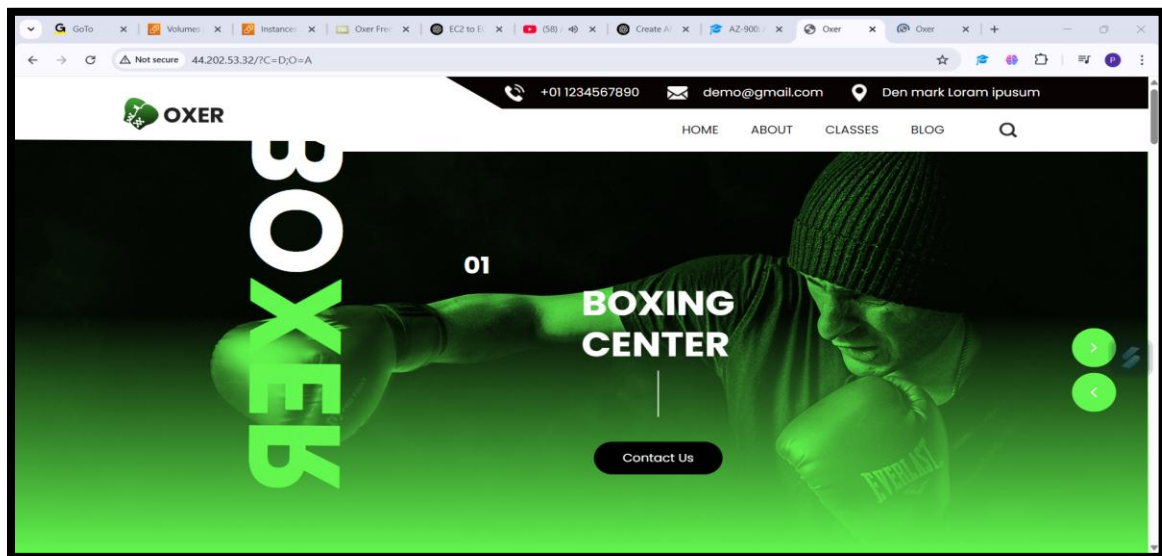 GoTo
Volumes
Instances
Oxer Free
EC2 to E
(58)
Create A
AZ-900:
Oxer
Oxer
Not secure
44.202.53.32/?C=D;O=A
P
+01 1234567890
demo@gmail.com
Den mark Loram ipusum
OXER
HOME
ABOUT
CLASSES
BLOG
BOXER
01
BOXING
CENTER
Contact Us
EVERLAST